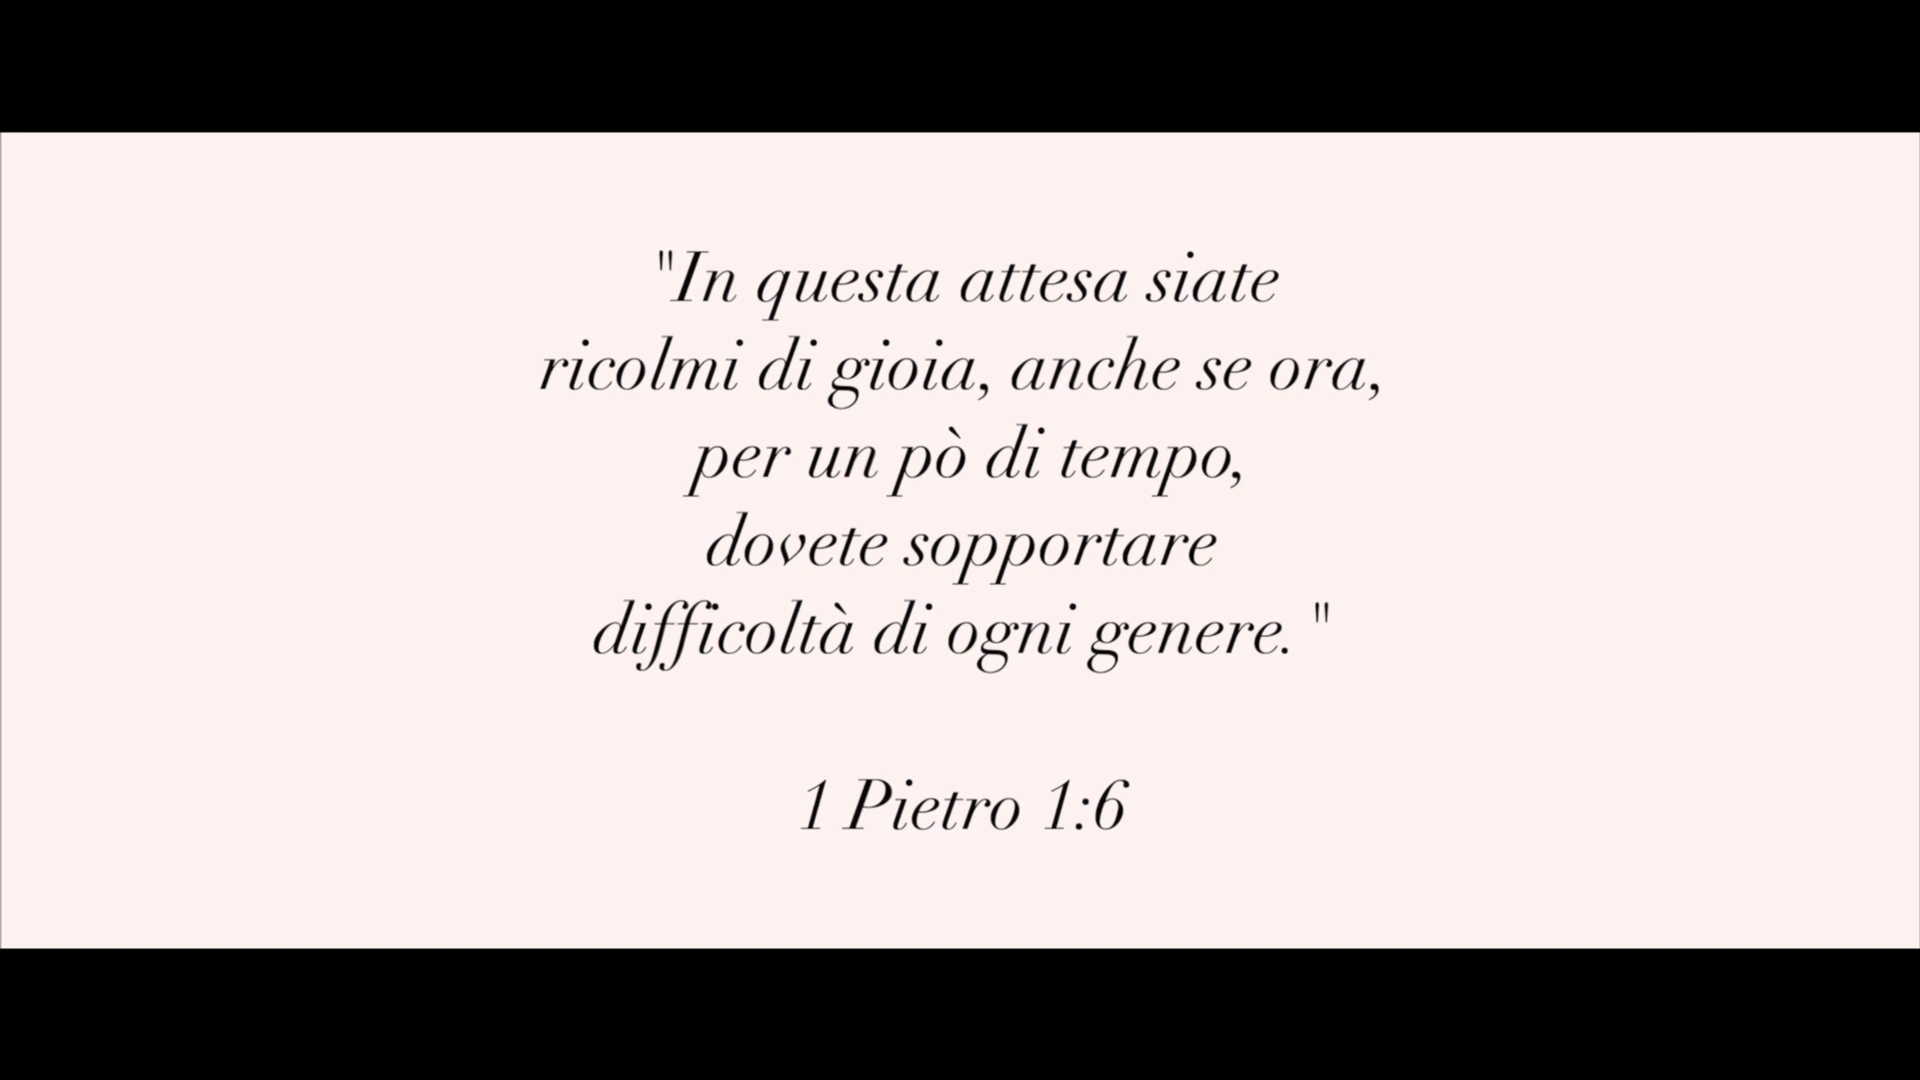 "In questa attesa siate
ricolmi di gioia, anche se ora,
per un pò di tempo,
dovete sopportare
difficoltà di ogni genere. "
1 Pietro 1:6